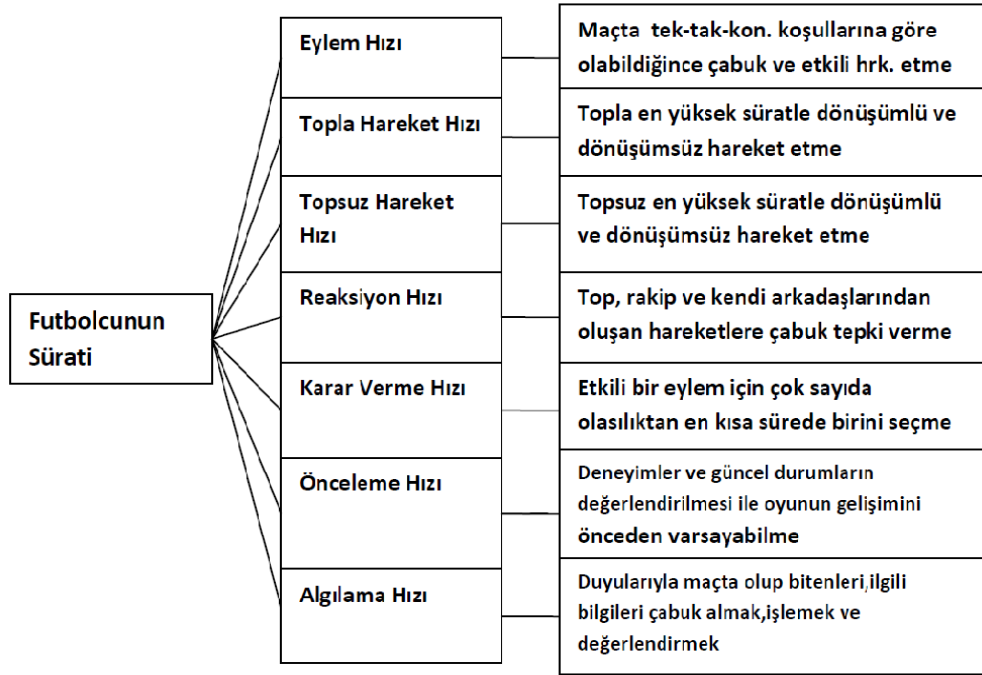 Futbolcunun
Sürati
Eylem Hızı
Maçta tek-tak-kon. koşullarına göre
olabildiğince çabuk ve etkili hrk. etme
Topla Hareket Hızı
Topla en yüksek süratle dönüşümlü ve
dönüşümsüz hareket etme
Topsuz Hareket
Hızı
Topsuz en yüksek süratle dönüşümlü
ve dönüşümsüz hareket etme
Reaksiyon Hızı
Top, rakip ve kendi arkadaşlarından
oluşan hareketlere çabuk tepki verme
Karar Verme Hızı
Etkili bir eylem için çok sayıda
olasılıktan en kısa sürede birini seçme
Önceleme Hızı
Deneyimler ve güncel durumların
değerlendirilmesi ile oyunun gelişimini
önceden varsayabilme
Algılama Hızı
Duyularıyla maçta olup bitenleri,ilgili
bilgileri çabuk almak,işlemek ve
değerlendirmek